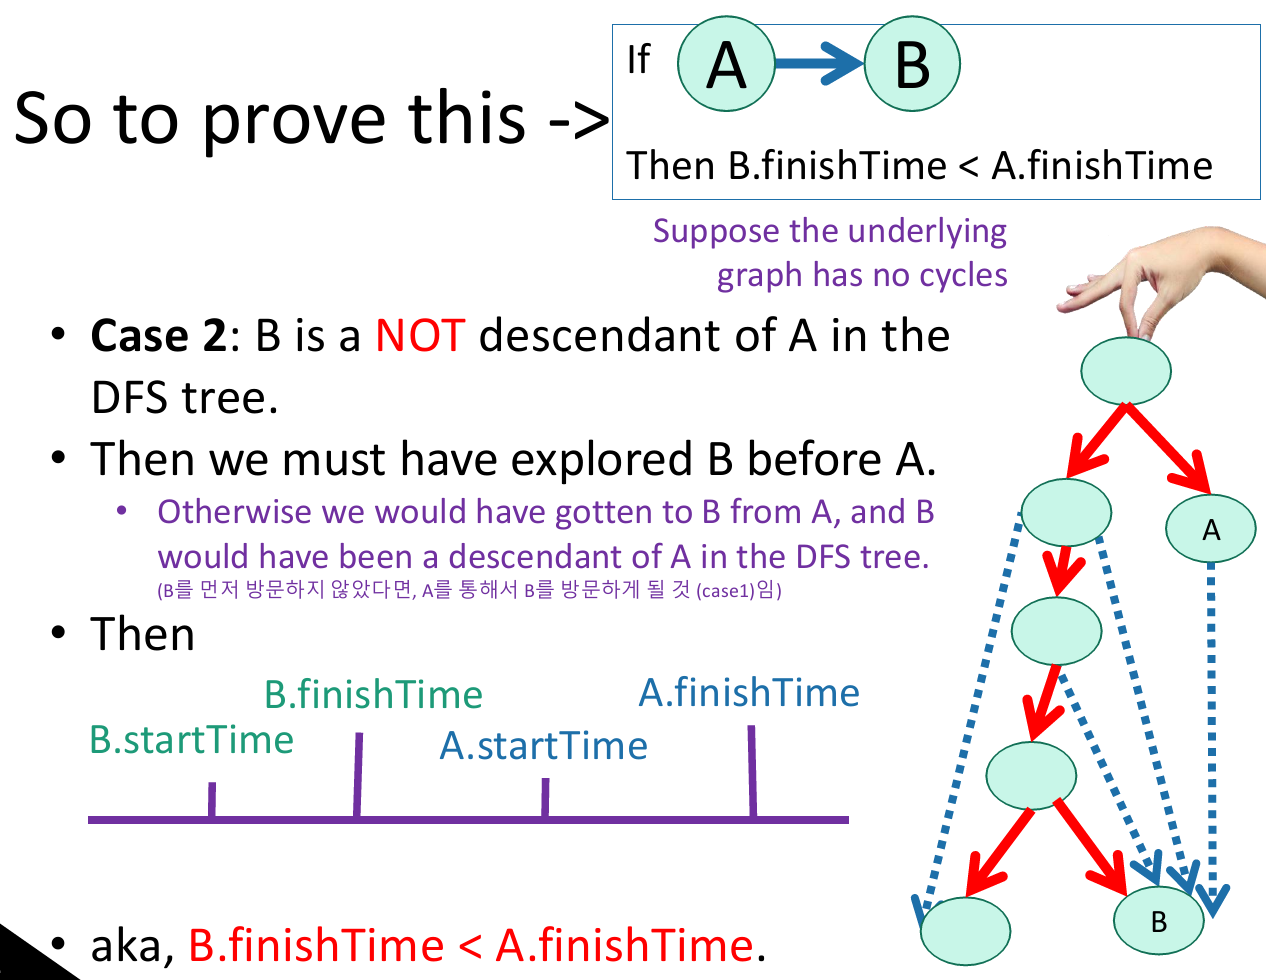 If
A
B
So to prove this ->
Then B.finishTime < A.finishTime
Suppose the underlying
graph has no cycles
• Case 2: B is a NOT descendant of A in the
DFS tree.
• Then we must have explored B before A.
• Otherwise we would have gotten to B from A, and B
would have been a descendant of A in the DFS tree.
(B를 먼저 방문하지 않았다면, A를 통해서 B를 방문하게 될 것 (case1)임)
• Then
B.startTime
B.finishTime
A.startTime
A.finishTime
• aka, B.finishTime < A.finishTime.
A
B